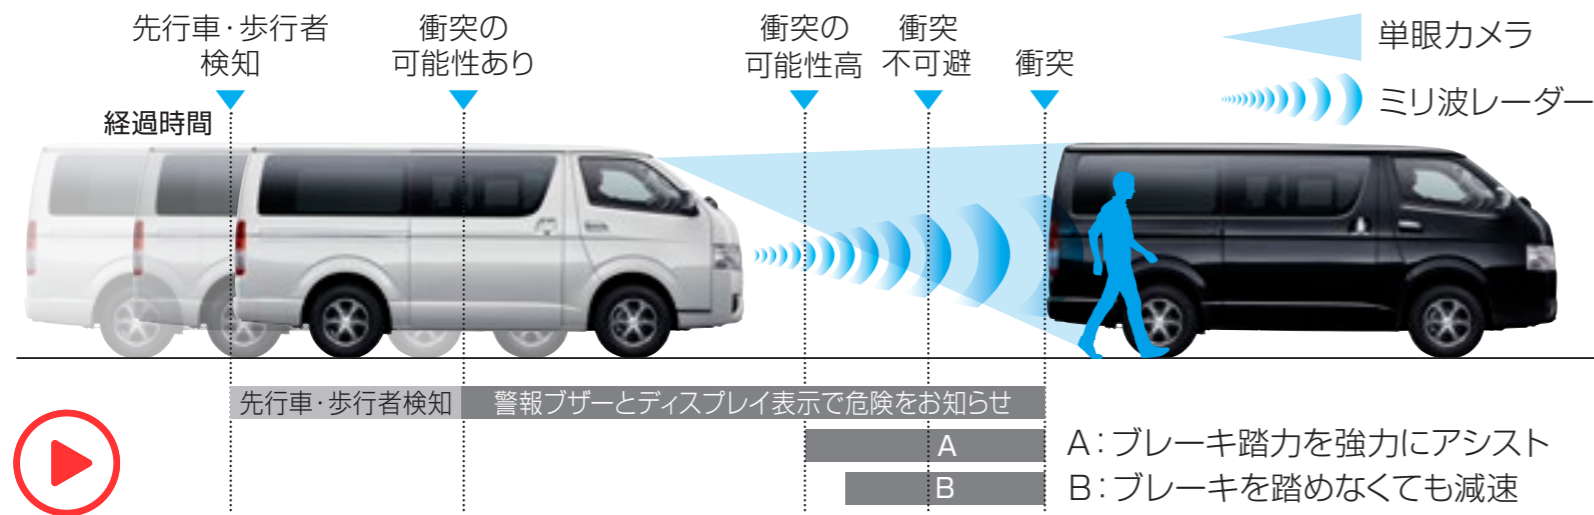 先行車・歩行者
検知
衝突の
可能性あり
衝突の
可能性高
衝突
不可避
衝突
単眼カメラ
ミリ波レーダー
経過時間
先行車・歩行者検知
警報ブザーとディスプレイ表示で危険をお知らせ
A
A：ブレーキ踏力を強力にアシスト
B
B：ブレーキを踏めなくても減速